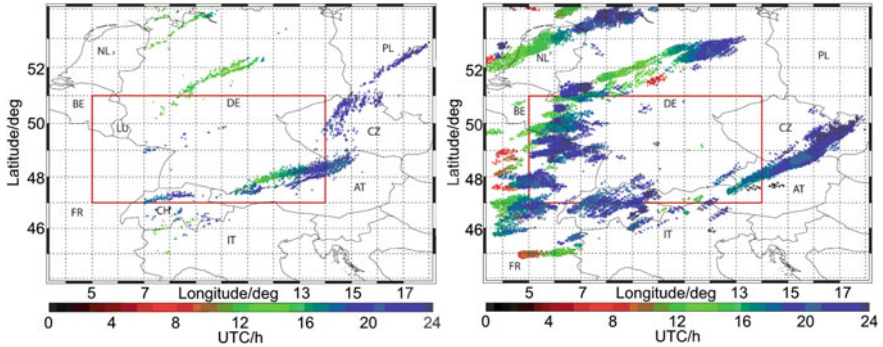 NL PL
52
BE DE
LU
50
CZ
48
AT
FR CH
46
IT
Latitude/deg
5 7 Longitude/deg 13 15 17
0 4 8 12 16 20 24
UTC/h
NL PL
52
BE DE
50
CZ
48
AT
46
IT
FR
Latitude/deg
5 7 Longitude/deg 13 15 17
0 4 8 12 16 20 24
UTC/h